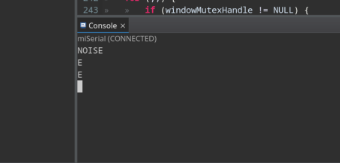 243 if (windowMutexHandle != NULL) {
Console ×
miSerial (CONNECTED)
NOISE
E
E